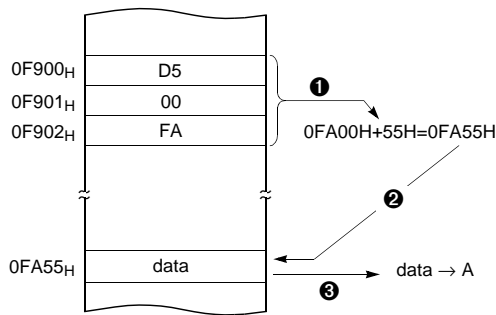 0F900H D5
❶
0F901H 00
0F902H FA
0FA00H+55H=0FA55H
❷
0FA55H data
data → A
❸